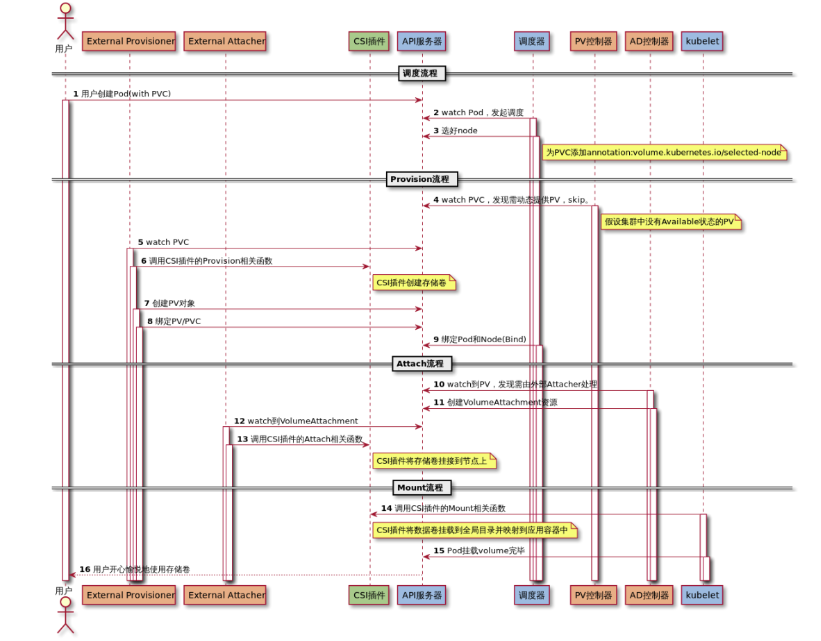 用户
External Provisioner
External Attacher
CSI插件
API服务器
调度器
PV控制器
AD控制器
kubelet
调度流程
1 用户创建Pod(with PVC)
2 watch Pod，发起调度
3 选好node
为PVC添加annotation:volume.kubernetes.io/selected-node
Provision流程
4 watch PVC，发现需动态提供PV，skip。
假设集群中没有Available状态的PV
5 watch PVC
6 调用CSI插件的Provision相关函数
CSI插件创建存储卷
7 创建PV对象
8 绑定PV/PVC
9 绑定Pod和Node(Bind)
Attach流程
10 watch到PV，发现需由外部Attacher处理
11 创建VolumeAttachment资源
12 watch到VolumeAttachment
13 调用CSI插件的Attach相关函数
CSI插件将存储卷挂接到节点上
Mount流程
14 调用CSI插件的Mount相关函数
CSI插件将数据卷挂载到全局目录并映射到应用容器中
15 Pod挂载volume完毕
16 用户开心愉悦地使用存储卷
用户
External Provisioner
External Attacher
CSI插件
API服务器
调度器
PV控制器
AD控制器
kubelet